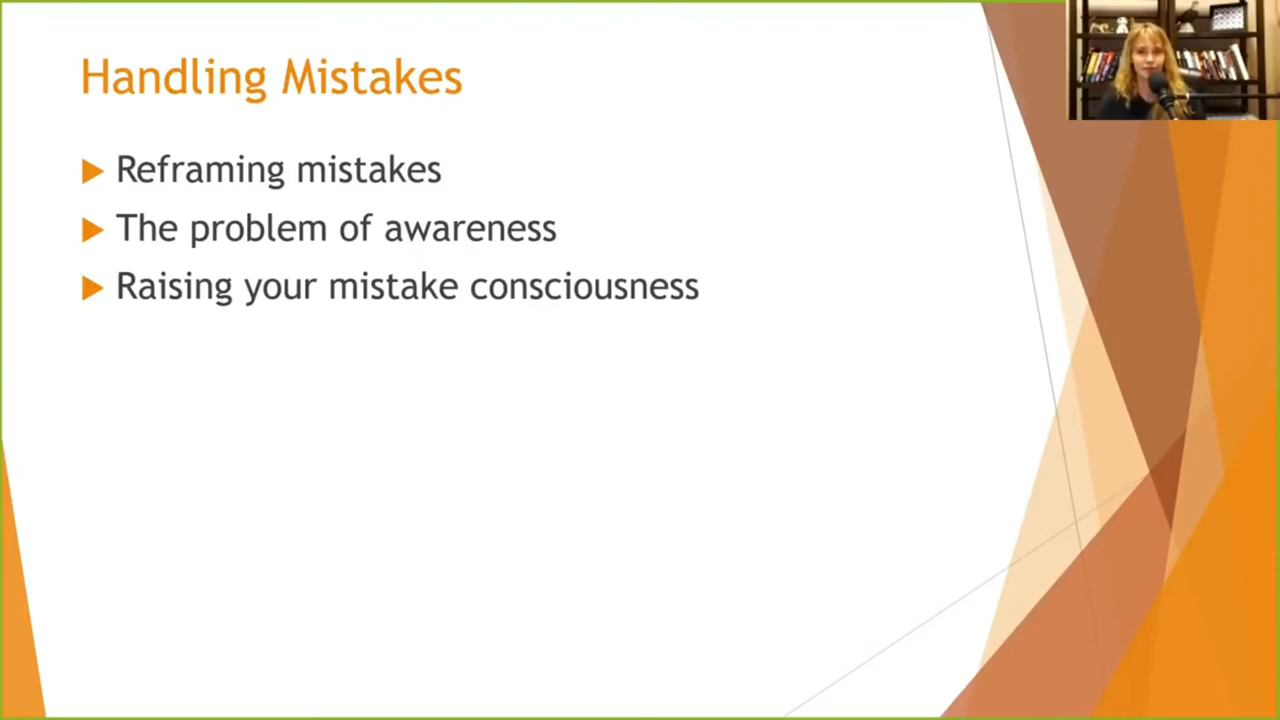 Handling Mistakes
Reframing mistakes
The problem of awareness
Raising your mistake consciousness